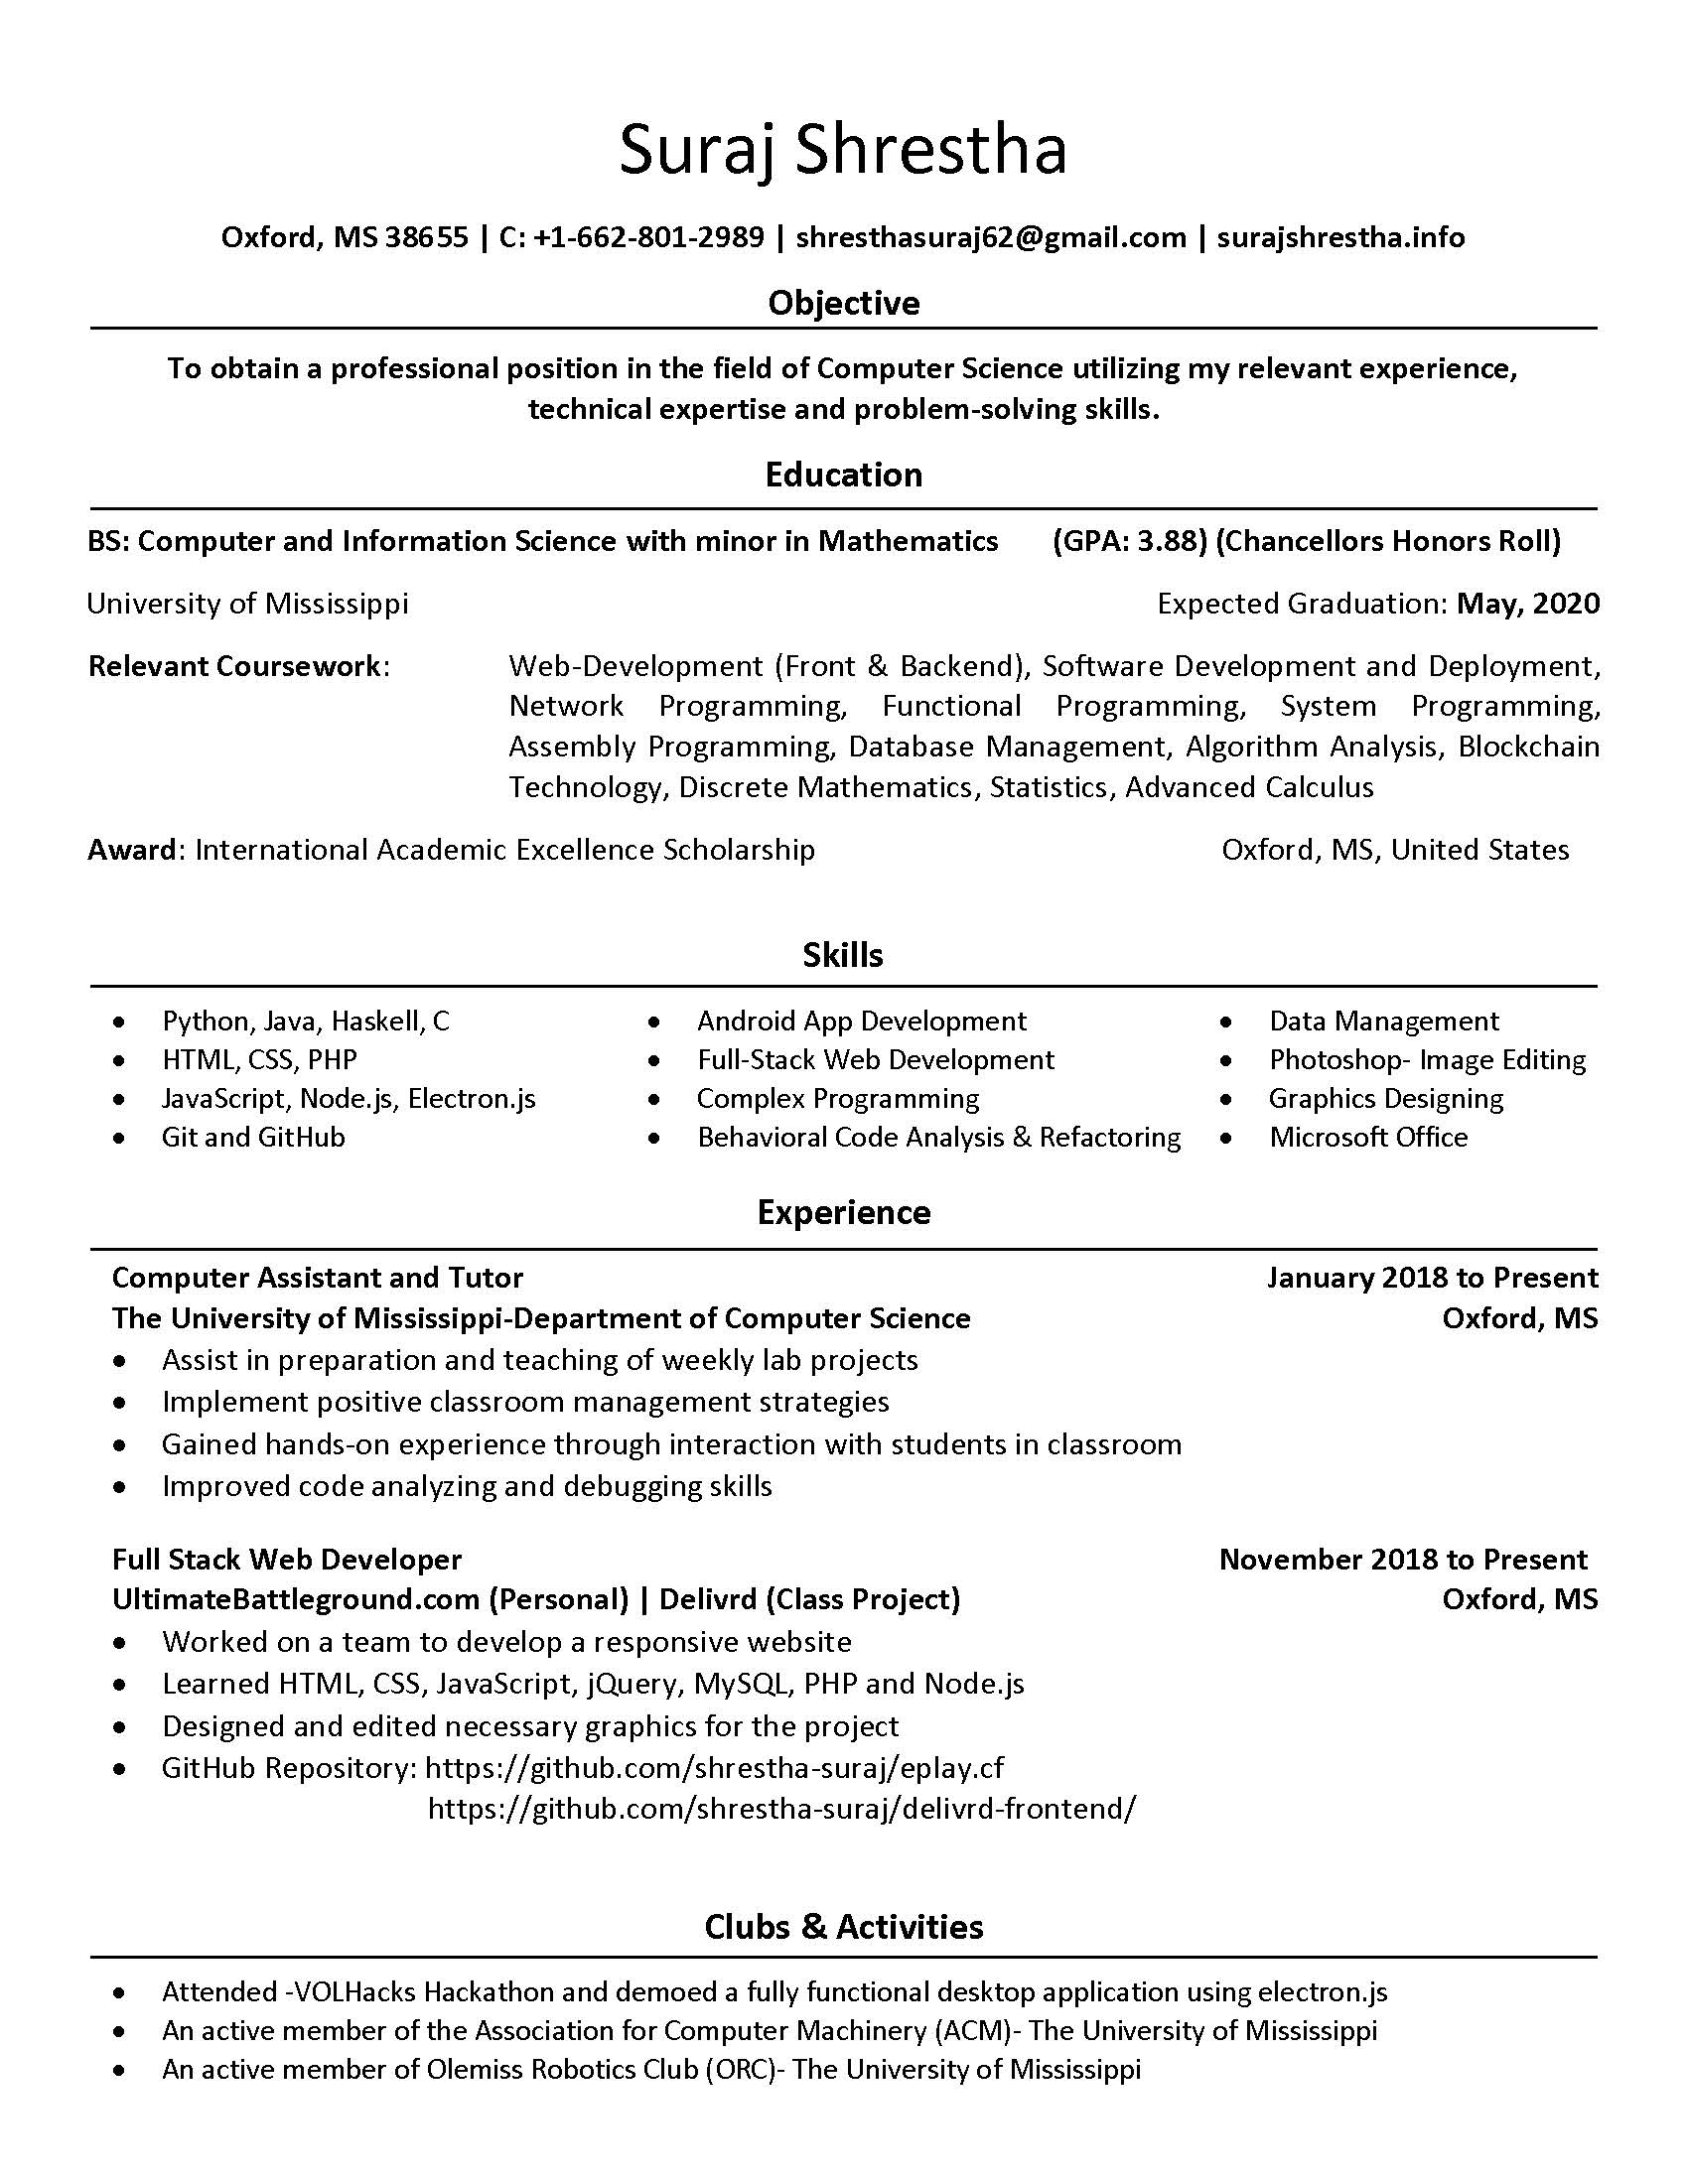 Suraj Shrestha
Oxford, MS 38655 | C: +1-662-801-2989 | shresthasuraj62@gmail.com | surajshrestha.info
Objective
To obtain a professional position in the field of Computer Science utilizing my relevant experience,
technical expertise and problem-solving skills.
Education
BS: Computer and Information Science with minor in Mathematics (GPA: 3.88) (Chancellors Honors Roll)
University of Mississippi Expected Graduation: May, 2020
Relevant Coursework: Web-Development (Front & Backend), Software Development and Deployment,
Network Programming, Functional Programming, System Programming,
Assembly Programming, Database Management, Algorithm Analysis, Blockchain
Technology, Discrete Mathematics, Statistics, Advanced Calculus
Award: International Academic Excellence Scholarship Oxford, MS, United States
Skills
• Python, Java, Haskell, C
• HTML, CSS, PHP
• JavaScript, Node.js, Electron.js
• Git and GitHub
• Android App Development
• Full-Stack Web Development
• Complex Programming
• Behavioral Code Analysis & Refactoring
• Data Management
• Photoshop- Image Editing
• Graphics Designing
• Microsoft Office
Experience
Computer Assistant and Tutor January 2018 to Present
The University of Mississippi-Department of Computer Science Oxford, MS
• Assist in preparation and teaching of weekly lab projects
• Implement positive classroom management strategies
• Gained hands-on experience through interaction with students in classroom
• Improved code analyzing and debugging skills
Full Stack Web Developer November 2018 to Present
UltimateBattleground.com (Personal) | Delivrd (Class Project) Oxford, MS
• Worked on a team to develop a responsive website
• Learned HTML, CSS, JavaScript, jQuery, MySQL, PHP and Node.js
• Designed and edited necessary graphics for the project
• GitHub Repository: https://github.com/shrestha-suraj/eplay.cf
https://github.com/shrestha-suraj/delivrd-frontend/
Clubs & Activities
• Attended -VOLHacks Hackathon and demoed a fully functional desktop application using electron.js
• An active member of the Association for Computer Machinery (ACM)- The University of Mississippi
• An active member of Olemiss Robotics Club (ORC)- The University of Mississippi